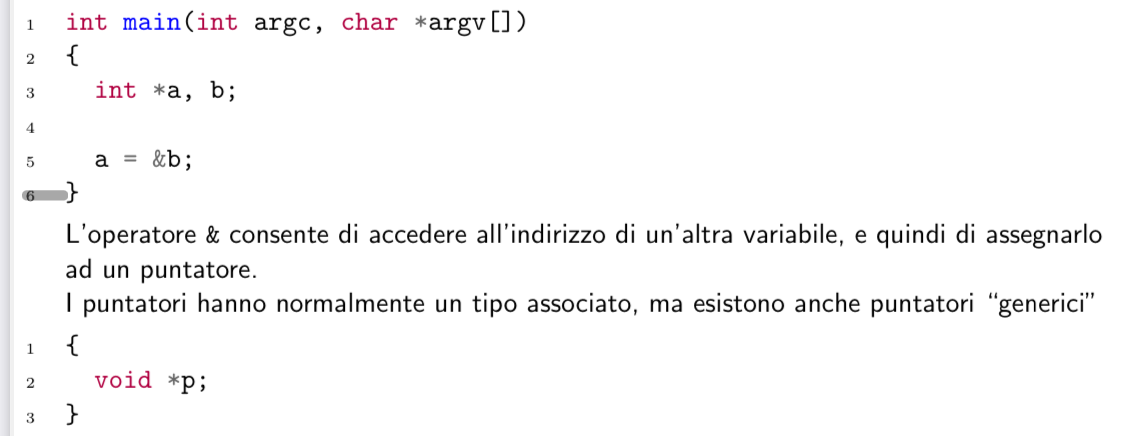 1 int main(int argc, char *argv[])
2 {
3 int *a, b;
4
5 a = &b;
6 }
L'operatore & consente di accedere all'indirizzo di un'altra variabile, e quindi di assegnarlo
ad un puntatore.
I puntatori hanno normalmente un tipo associato, ma esistono anche puntatori “generici”
1 {
2 void *p;
3 }